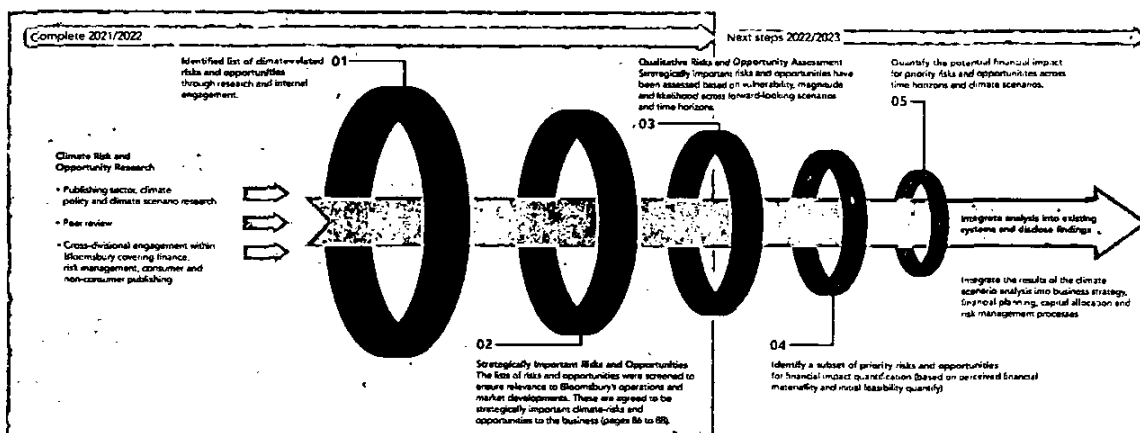 Complete 2021/2022
Next steps 2022/2023
Identified list of climate-related
risks and opportunities
through research and internal
engagement.
01
Qualitative Risks and Opportunity Assessment
Strategically important risks and opportunities have
been assessed based on vulnerability, magnitude
and likelihood across forward-looking scenarios
and time horizons.
03
Quantify the potential financial impact
for priority risks and opportunities across
time horizons and climate scenarios.
05
Climate Risk and
Opportunity Research
• Publishing sector, climate
policy and climate scenario research
• Peer review
• Cross-divisional engagement within
Bloomsbury covering finance,
risk management, consumer and
non-consumer publishing
Integrate analysis into existing
systems and disclose findings
Integrate the results of the climate
scenario analysis into business strategy,
financial planning, capital allocation and
risk management processes
02
Strategically Important Risks and Opportunities
The lists of risks and opportunities were screened to
ensure relevance to Bloomsbury's operations and
market developments. These are agreed to be
strategically important climate-risks and
opportunities to the business (pages 86 to 88).
04
Identify a subset of priority risks and opportunities
for financial impact quantification (based on perceived financial
materiality and initial feasibility quantify)